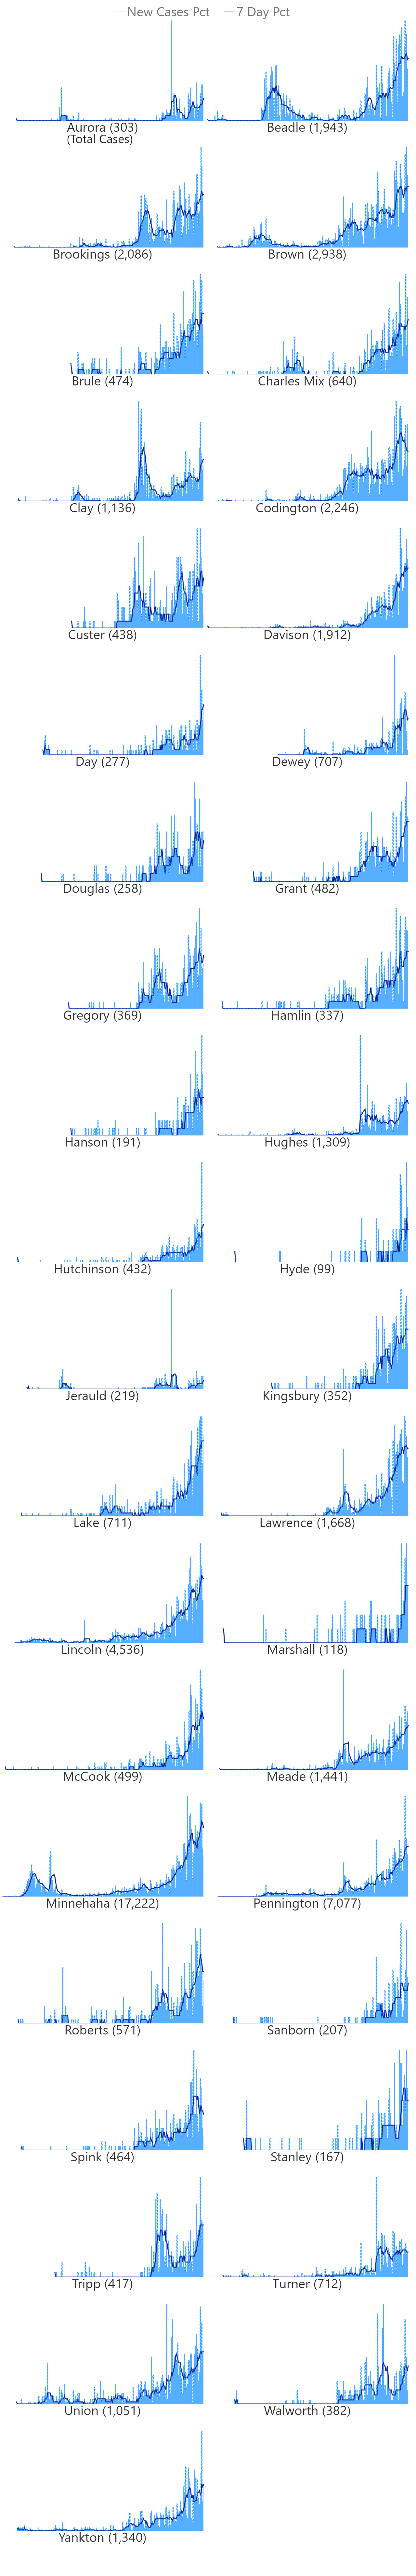 New Cases Pct 7 Day Pct
Aurora (303) Beadle (1,943)
(Total Cases)
Brookings (2,086) Brown (2,938)
Brule (474) Charles Mix (640)
Clay (1,136) Codington (2,246)
Custer (438) Davison (1,912)
Day (277) Dewey (707)
Douglas (258) Grant (482)
Gregory (369) Hamlin (337)
Hanson (191) Hughes (1,309)
Hutchinson (432) Hyde (99)
Jerauld (219) Kingsbury (352)
Lake (711) Lawrence (1,668)
Lincoln (4,536) Marshall (118)
McCook (499) Meade (1,441)
Minnehaha (17,222) Pennington (7,077)
Roberts (571) Sanborn (207)
Spink (464) Stanley (167)
Tripp (417) Turner (712)
Union (1,051) Walworth (382)
Yankton (1,340)